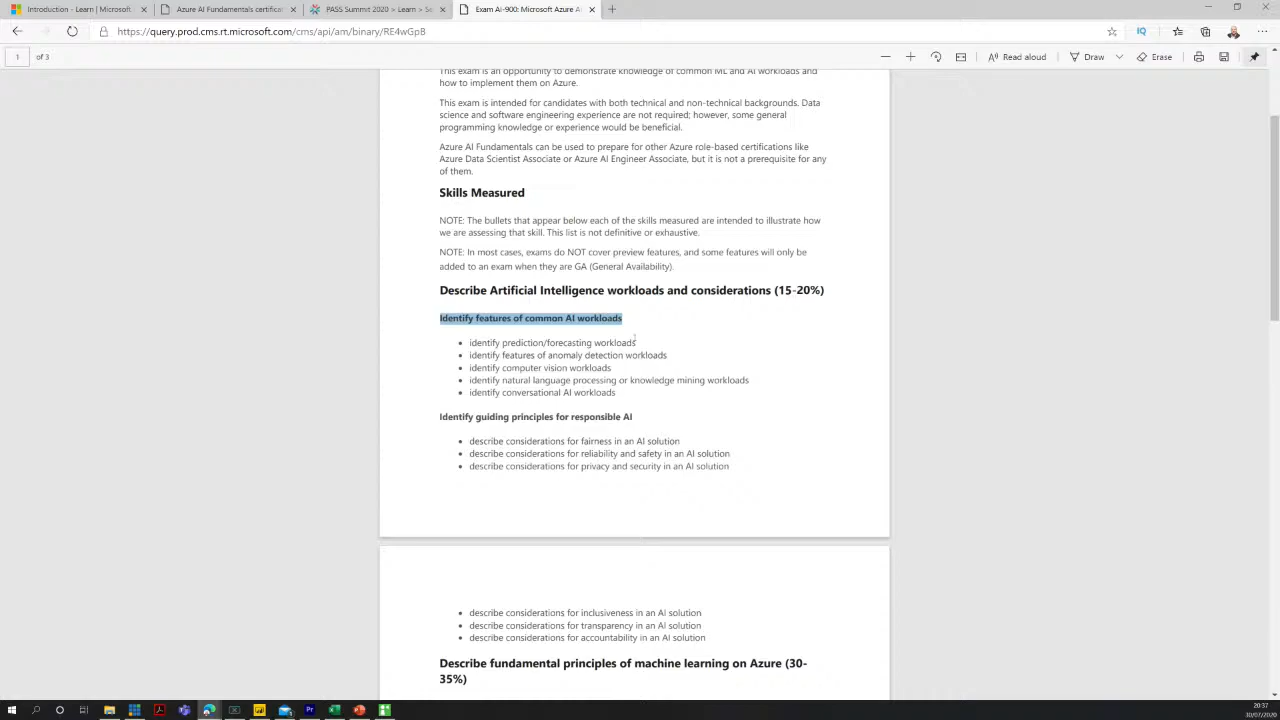 Introduction - Learn | Microsoft
Azure AI Fundamentals certificat
PASS Summit 2020 > Learn > Se
Exam AI-900: Microsoft Azure AI
https://query.prod.cms.rt.microsoft.com/cms/api/am/binary/RE4wGpB
IQ
1 of 3
Read aloud
Draw
Erase
This exam is an opportunity to demonstrate knowledge of common ML and AI workloads and
how to implement them on Azure.
This exam is intended for candidates with both technical and non-technical backgrounds. Data
science and software engineering experience are not required; however, some general
programming knowledge or experience would be beneficial.
Azure AI Fundamentals can be used to prepare for other Azure role-based certifications like
Azure Data Scientist Associate or Azure AI Engineer Associate, but it is not a prerequisite for any
of them.
Skills Measured
NOTE: The bullets that appear below each of the skills measured are intended to illustrate how
we are assessing that skill. This list is not definitive or exhaustive.
NOTE: In most cases, exams do NOT cover preview features, and some features will only be
added to an exam when they are GA (General Availability).
Describe Artificial Intelligence workloads and considerations (15-20%)
Identify features of common AI workloads
• identify prediction/forecasting workloads
• identify features of anomaly detection workloads
• identify computer vision workloads
• identify natural language processing or knowledge mining workloads
• identify conversational AI workloads
Identify guiding principles for responsible AI
• describe considerations for fairness in an AI solution
• describe considerations for reliability and safety in an AI solution
• describe considerations for privacy and security in an AI solution
• describe considerations for inclusiveness in an AI solution
• describe considerations for transparency in an AI solution
• describe considerations for accountability in an AI solution
Describe fundamental principles of machine learning on Azure (30-
35%)
20:37
30/07/2020